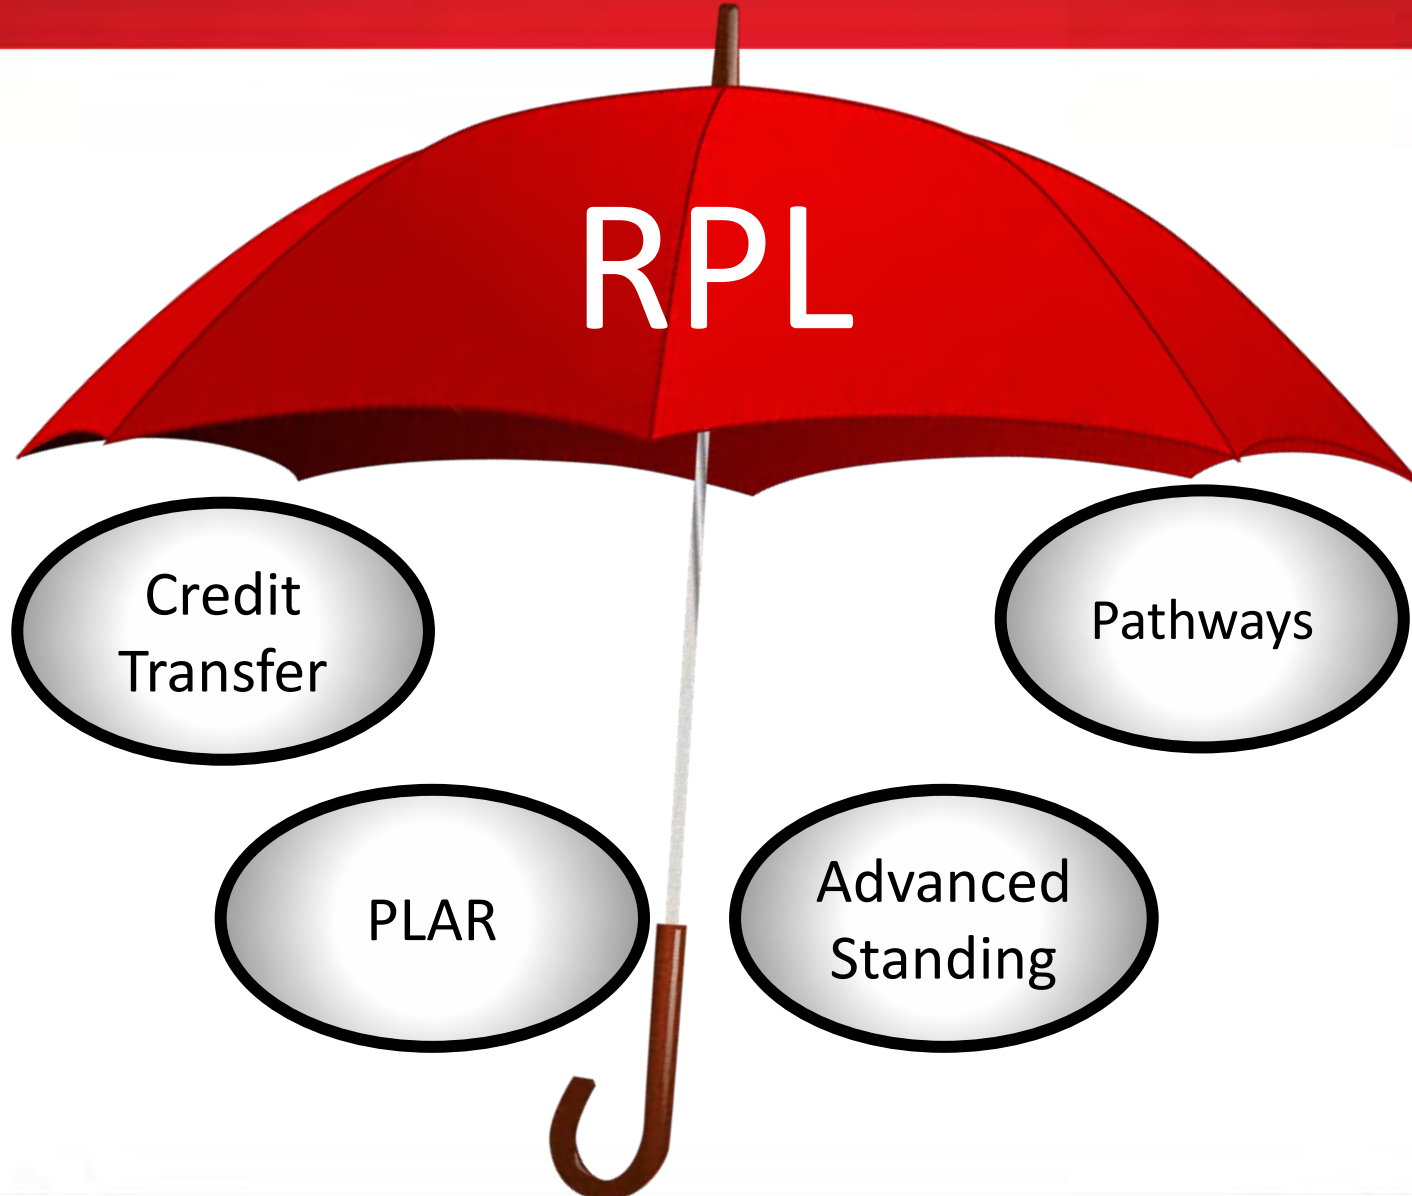 RPL
Credit
Transfer
Pathways
PLAR
Advanced
Standing